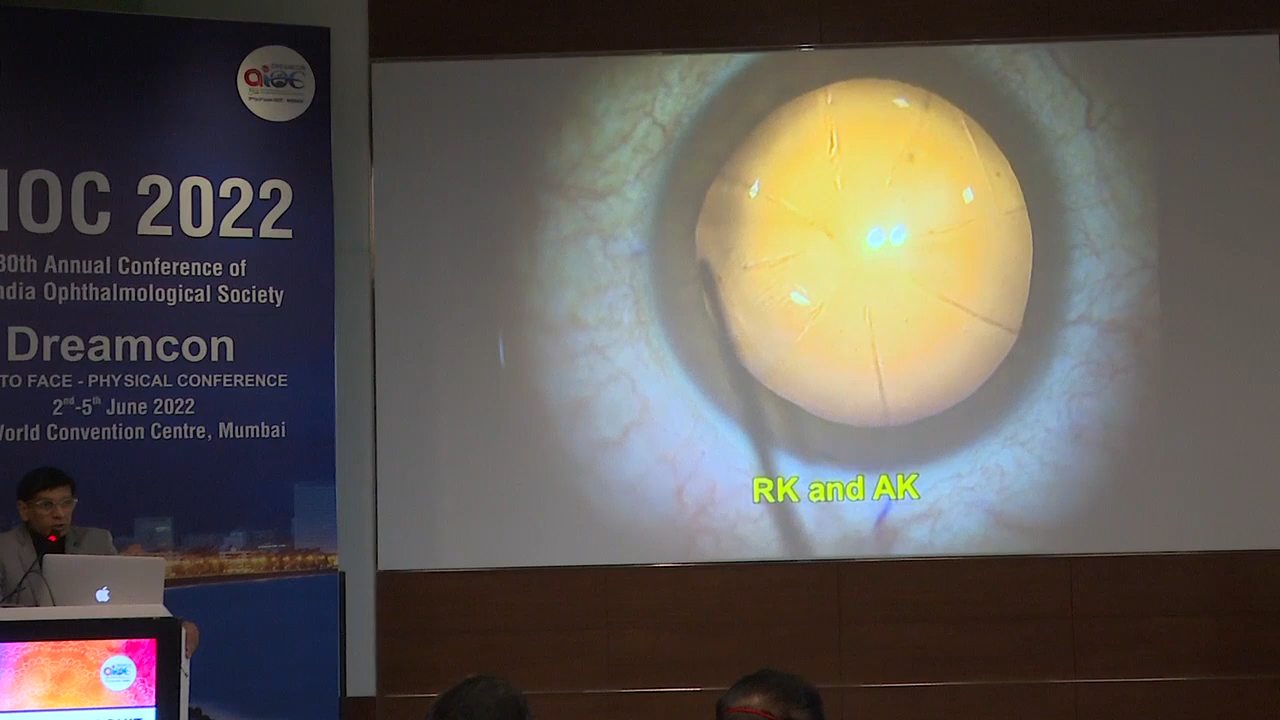 IOC 2022
80th Annual Conference of
ndia Ophthalmological Society
Dreamcon
TO FACE - PHYSICAL CONFERENCE
2nd-5th June 2022
World Convention Centre, Mumbai
RK and AK